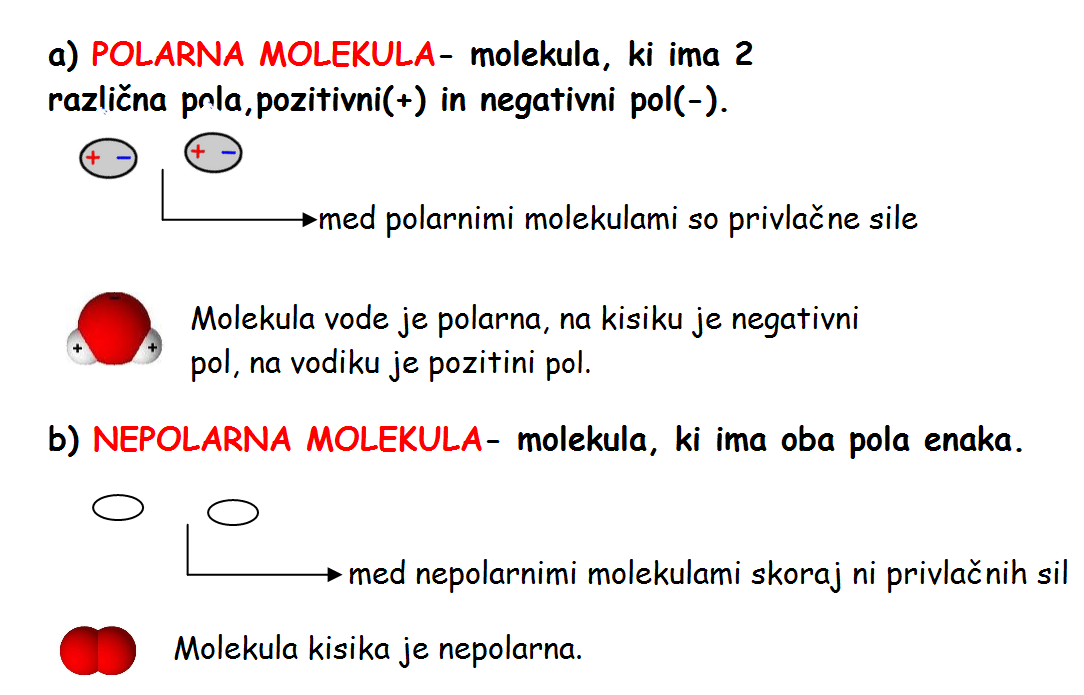 a) POLARNA MOLEKULA- molekula, ki ima 2
različna pola,pozitivni(+) in negativni pol(-).
+ − + −
med polarnimi molekulami so privlačne sile
-
Molekula vode je polarna, na kisiku je negativni
+ +
pol, na vodiku je pozitini pol.
b) NEPOLARNA MOLEKULA- molekula, ki ima oba pola enaka.
med nepolarnimi molekulami skoraj ni privlačnih sil
Molekula kisika je nepolarna.